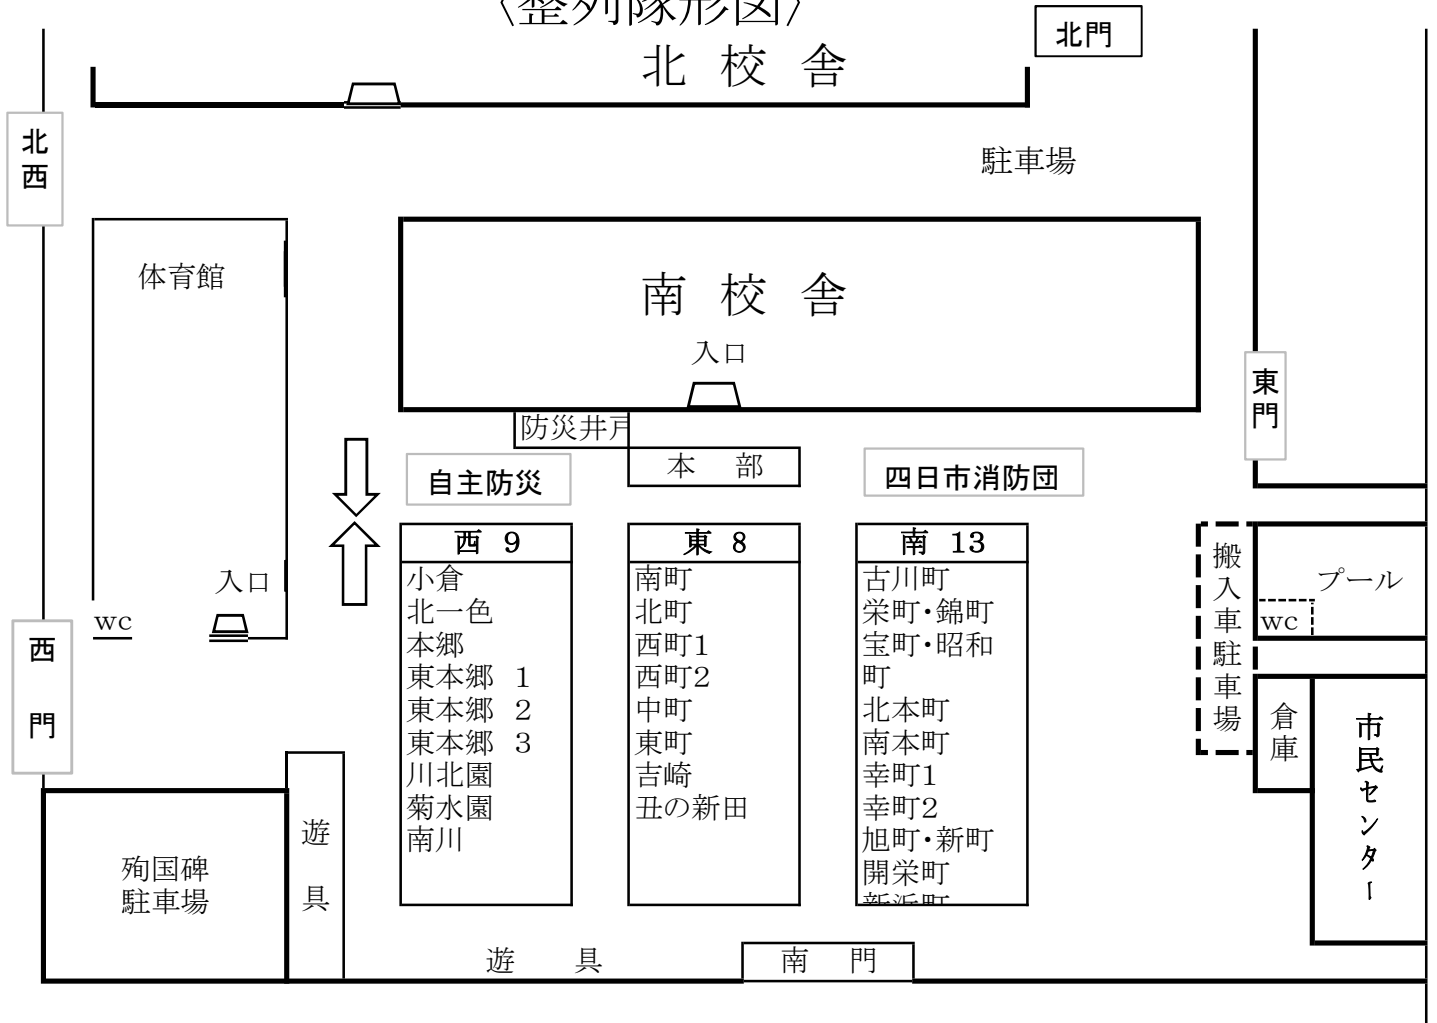 〈整列隊形図〉
北門
北 校 舎
北西
駐車場
体育館
南 校 舎
入口
東門
防災井戸
本 部
自主防災
四日市消防団
西 9
小倉
北一色
本郷
東本郷 1
東本郷 2
東本郷 3
川北園
菊水園
南川
東 8
南町
北町
西町1
西町2
中町
東町
吉崎
丑の新田
南 13
古川町
栄町・錦町
宝町・昭和
町
北本町
南本町
幸町1
幸町2
旭町・新町
開栄町
新浜町
搬入車駐車場
プール
wc
入口
wc
西 門
倉庫
市民センター
遊 具
殉国碑
駐車場
遊 具
南 門